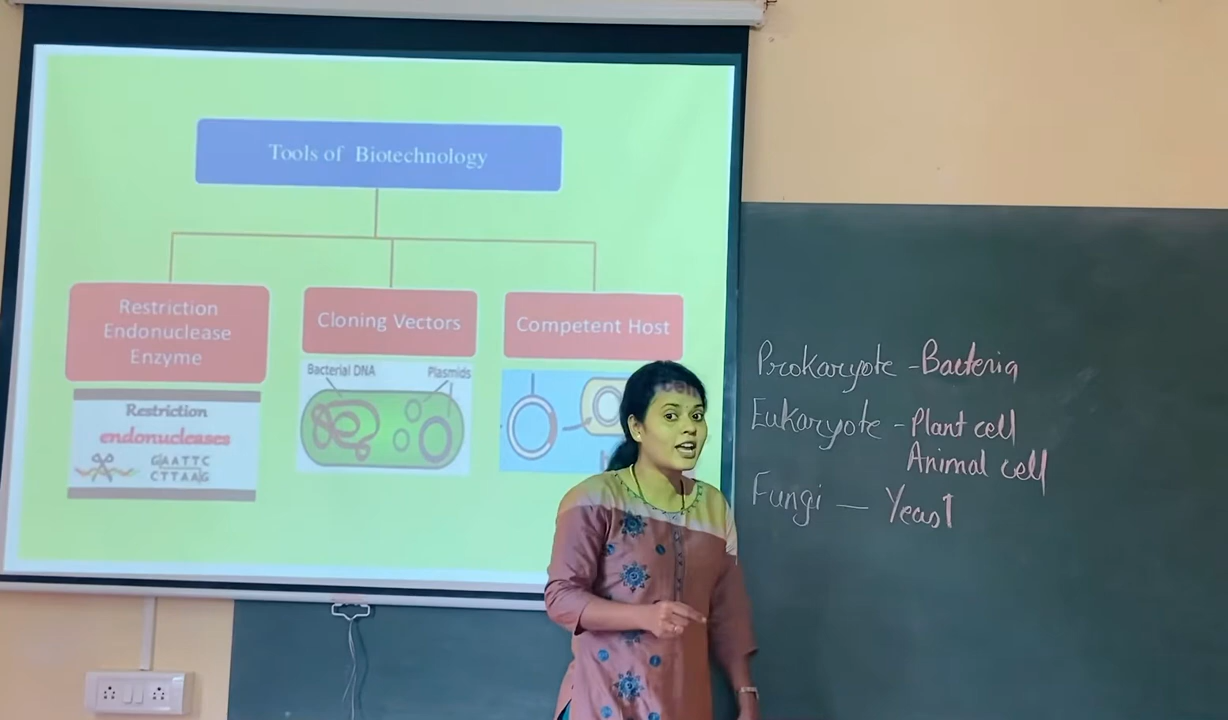 Tools of Biotechnology
Restriction
Endonuclease
Enzyme
Cloning Vectors
Competent Host
Restriction
endonucleases
GAATTC
CTTAAG
Bacterial DNA
Plasmids
Prokaryote - Bacteria
Eukaryote - Plant cell
Animal cell
Fungi — Yeast